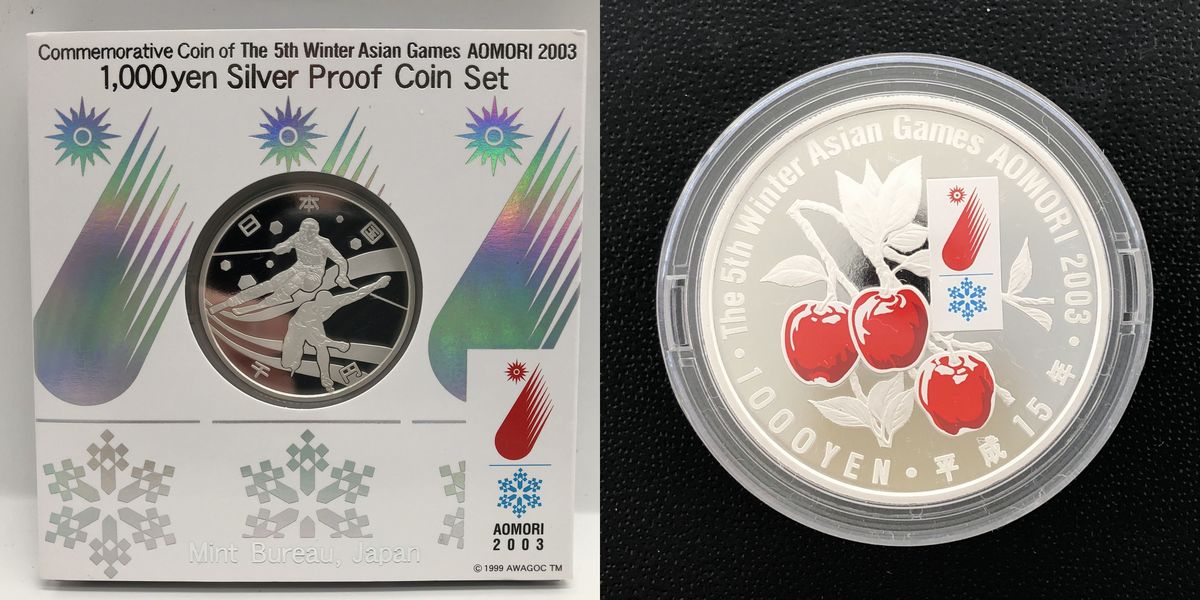 Commemorative Coin of The 5th Winter Asian Games AOMORI 2003
1,000yen Silver Proof Coin Set
日本国
千円
AOMORI
2003
Mint Bureau, Japan
© 1999 AWAGOC TM
The 5th Winter Asian Games AOMORI 2003
1000YEN・平成15年